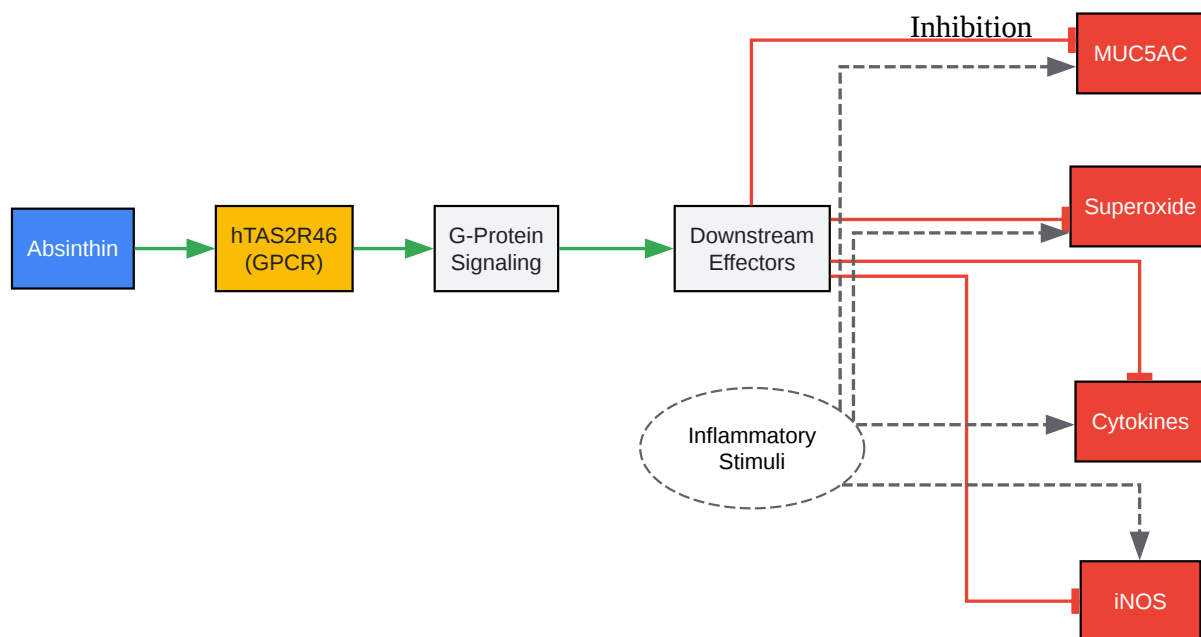 Inhibition
MUC5AC
Superoxide
Absinthin
hTAS2R46
(GPCR)
G-Protein
Signaling
Downstream
Effectors
Inflammatory
Stimuli
Cytokines
iNOS